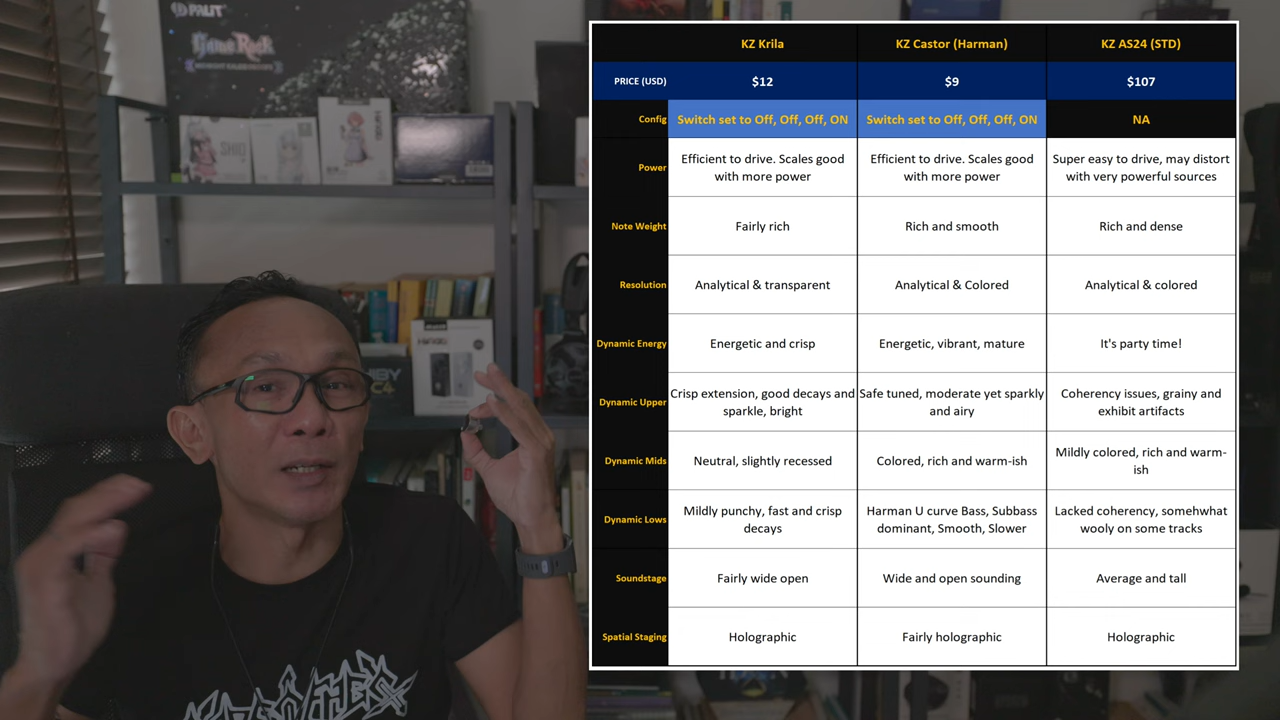 PALIT
GameRock
SHIO
KZ Krila
KZ Castor (Harman)
KZ AS24 (STD)
PRICE (USD)
$12
$9
$107
Config
Switch set to Off, Off, Off, ON
Switch set to Off, Off, Off, ON
NA
Power
Efficient to drive. Scales good
with more power
Efficient to drive. Scales good
with more power
Super easy to drive, may distort
with very powerful sources
Note Weight
Fairly rich
Rich and smooth
Rich and dense
Resolution
Analytical & transparent
Analytical & Colored
Analytical & colored
Dynamic Energy
Energetic and crisp
Energetic, vibrant, mature
It's party time!
Dynamic Upper
Crisp extension, good decays and
sparkle, bright
Safe tuned, moderate yet sparkly
and airy
Coherency issues, grainy and
exhibit artifacts
Dynamic Mids
Neutral, slightly recessed
Colored, rich and warm-ish
Mildly colored, rich and warm-
ish
Dynamic Lows
Mildly punchy, fast and crisp
decays
Harman U curve Bass, Subbass
dominant, Smooth, Slower
Lacked coherency, somehwhat
wooly on some tracks
Soundstage
Fairly wide open
Wide and open sounding
Average and tall
Spatial Staging
Holographic
Fairly holographic
Holographic